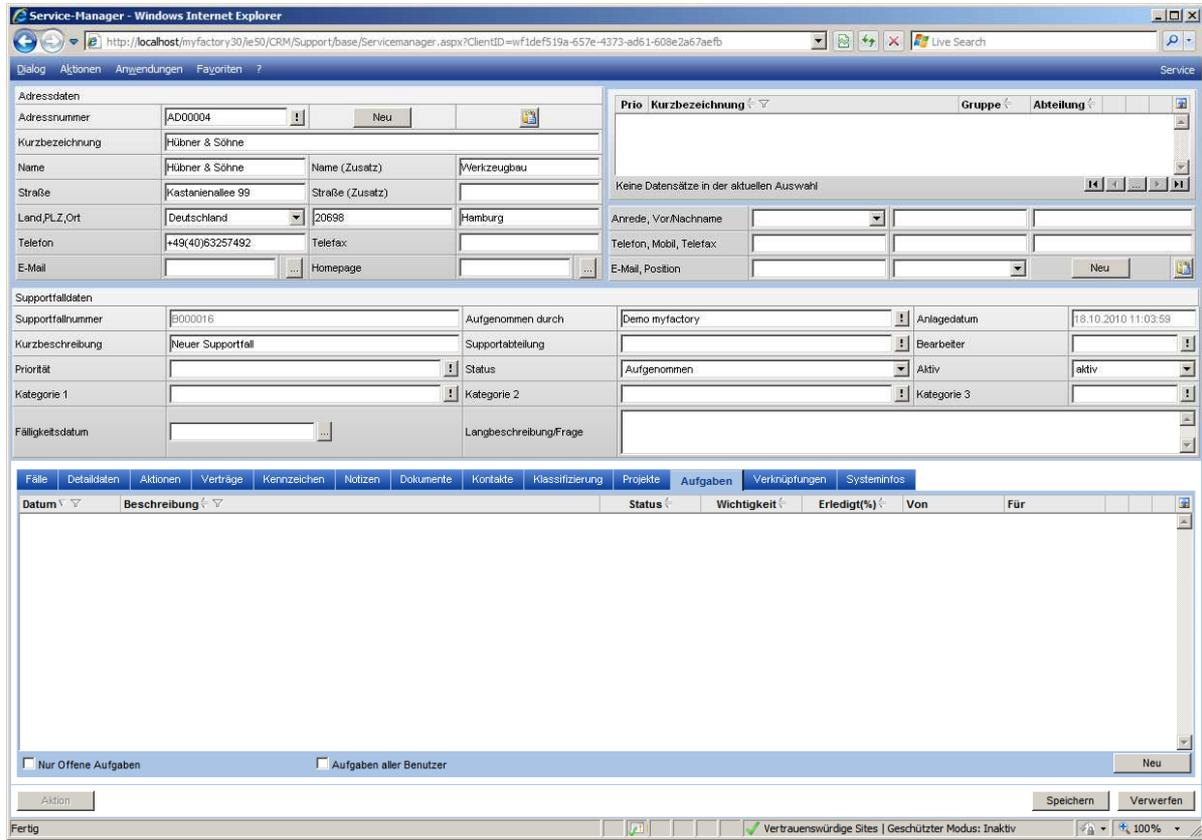 Service-Manager - Windows Internet Explorer
http://localhost/myfactory30/ie50/CRM/Support/base/Servicemanager.aspx?ClientID=wf1def519a-657e-4373-ad61-608e2a67aefb
Live Search
Dialog Aktionen Anwendungen Favoriten ? Service
Adressdaten
Adressnummer AD00004 ! Neu
Kurzbezeichnung Hübner & Söhne
Name Hübner & Söhne Name (Zusatz) Werkzeugbau
Straße Kastanienallee 99 Straße (Zusatz)
Land,PLZ,Ort Deutschland 20698 Hamburg
Telefon +49(40)63257492 Telefax
E-Mail ... Homepage ...
Prio Kurzbezeichnung Gruppe Abteilung
Keine Datensätze in der aktuellen Auswahl ...
Anrede, Vor/Nachname
Telefon, Mobil, Telefax
E-Mail, Position Neu
Supportfalldaten
Supportfallnummer B000016 Aufgenommen durch Demo myfactory ! Anlagedatum 18.10.2010 11:03:59
Kurzbeschreibung Neuer Supportfall Supportabteilung ! Bearbeiter !
Priorität ! Status Aufgenommen Aktiv aktiv
Kategorie 1 ! Kategorie 2 ! Kategorie 3 !
Fälligkeitsdatum ... Langbeschreibung/Frage
Fälle Detaildaten Aktionen Verträge Kennzeichen Notizen Dokumente Kontakte Klassifizierung Projekte Aufgaben Verknüpfungen Systeminfos
Datum Beschreibung Status Wichtigkeit Erledigt(%) Von Für
Nur Offene Aufgaben Aufgaben aller Benutzer Neu
Aktion Speichern Verwerfen
Fertig Vertrauenswürdige Sites | Geschützter Modus: Inaktiv 100%